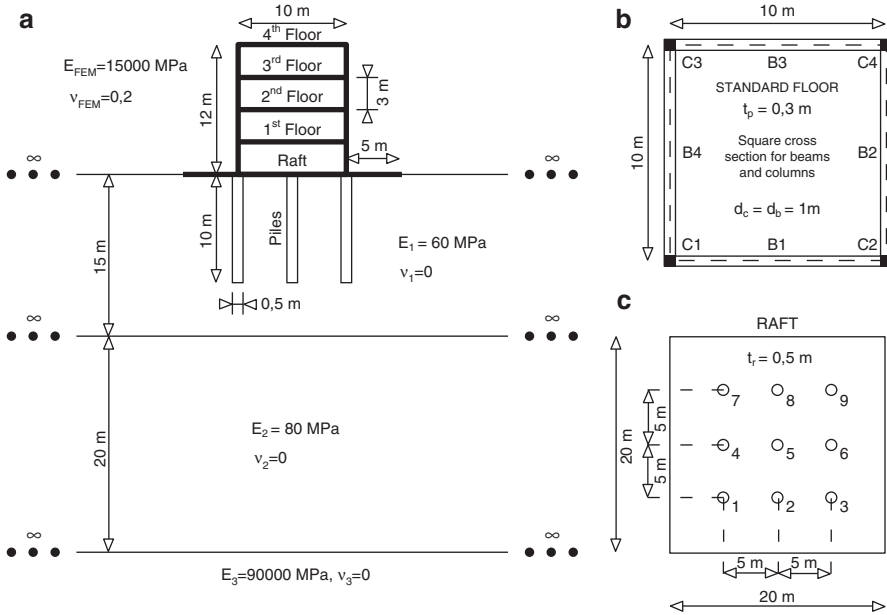 a
10 m
4th Floor
3rd Floor
2nd Floor
1st Floor
Raft
E_FEM=15000 MPa
ν_FEM=0,2
12 m
3 m
5 m
∞
∞
10 m
Piles
15 m
E1 = 60 MPa
ν1=0
0,5 m
∞
∞
20 m
E2 = 80 MPa
ν2=0
∞
∞
E3=90000 MPa, ν3=0
b
10 m
C3
B3
C4
STANDARD FLOOR
tp = 0,3 m
10 m
B4
Square cross
section for beams
and columns
B2
dc = db = 1m
C1
B1
C2
c
RAFT
tr = 0,5 m
7
8
9
5 m
20 m
4
5
6
5 m
1
2
3
5 m
5 m
20 m